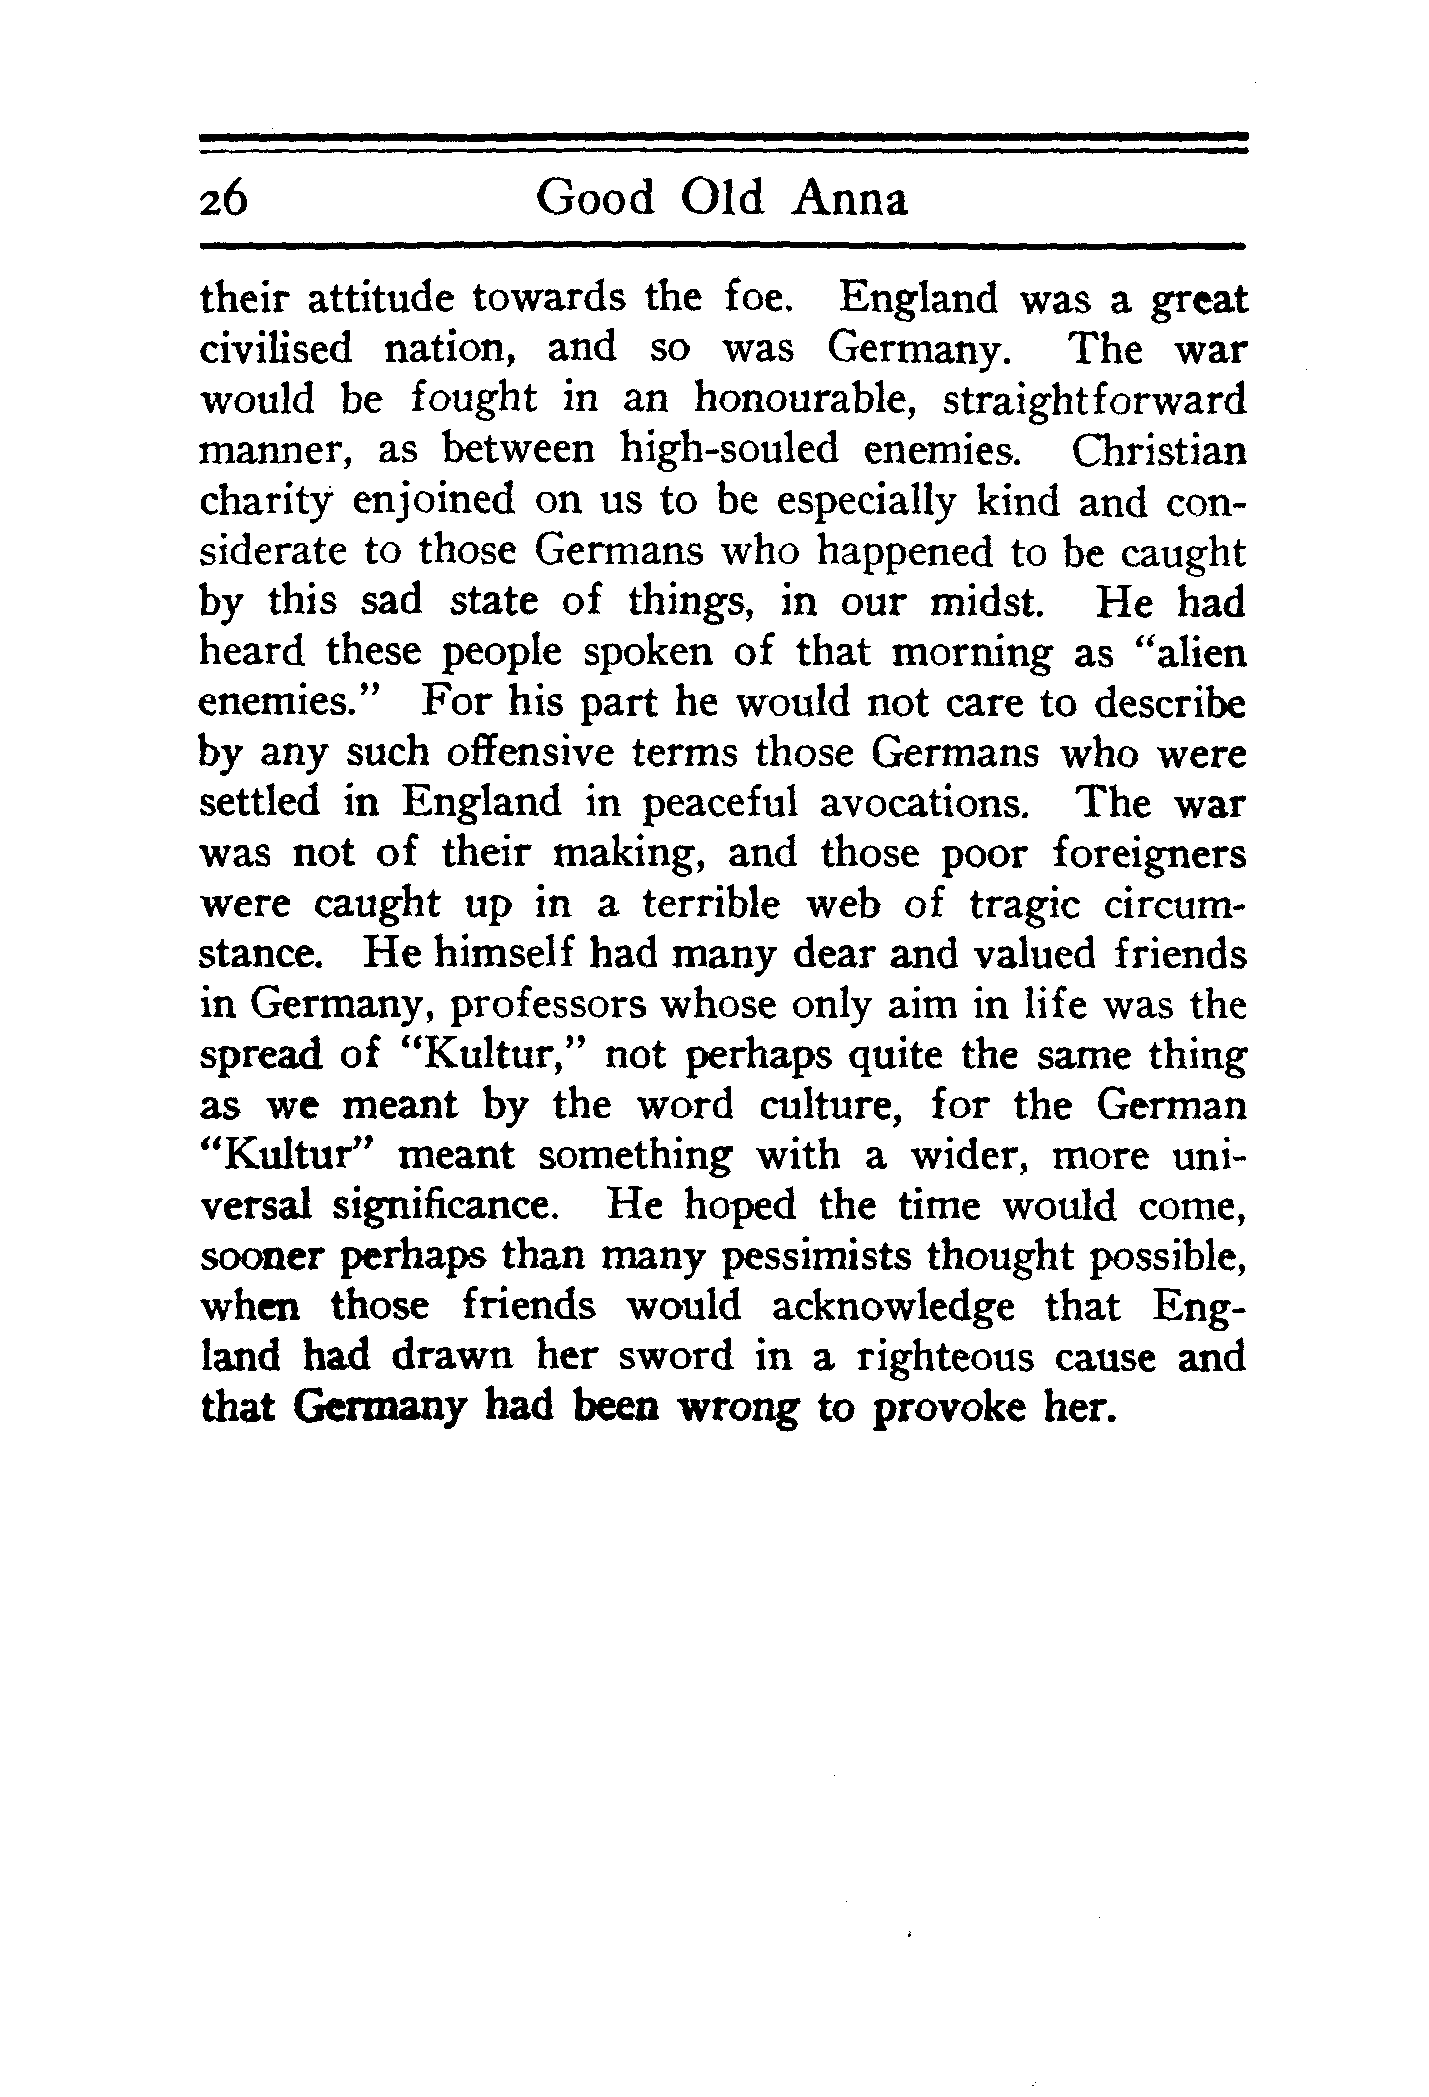 26 Good Old Anna
their attitude towards the foe. England was a great
civilised nation, and so was Germany. The war
would be fought in an honourable, straightforward
manner, as between high-souled enemies. Christian
charity enjoined on us to be especially kind and con-
siderate to those Germans who happened to be caught
by this sad state of things, in our midst. He had
heard these people spoken of that morning as “alien
enemies.” For his part he would not care to describe
by any such offensive terms those Germans who were
settled in England in peaceful avocations. The war
was not of their making, and those poor foreigners
were caught up in a terrible web of tragic circum-
stance. He himself had many dear and valued friends
in Germany, professors whose only aim in life was the
spread of “Kultur,” not perhaps quite the same thing
as we meant by the word culture, for the German
“Kultur” meant something with a wider, more uni-
versal significance. He hoped the time would come,
sooner perhaps than many pessimists thought possible,
when those friends would acknowledge that Eng-
land had drawn her sword in a righteous cause and
that Germany had been wrong to provoke her.